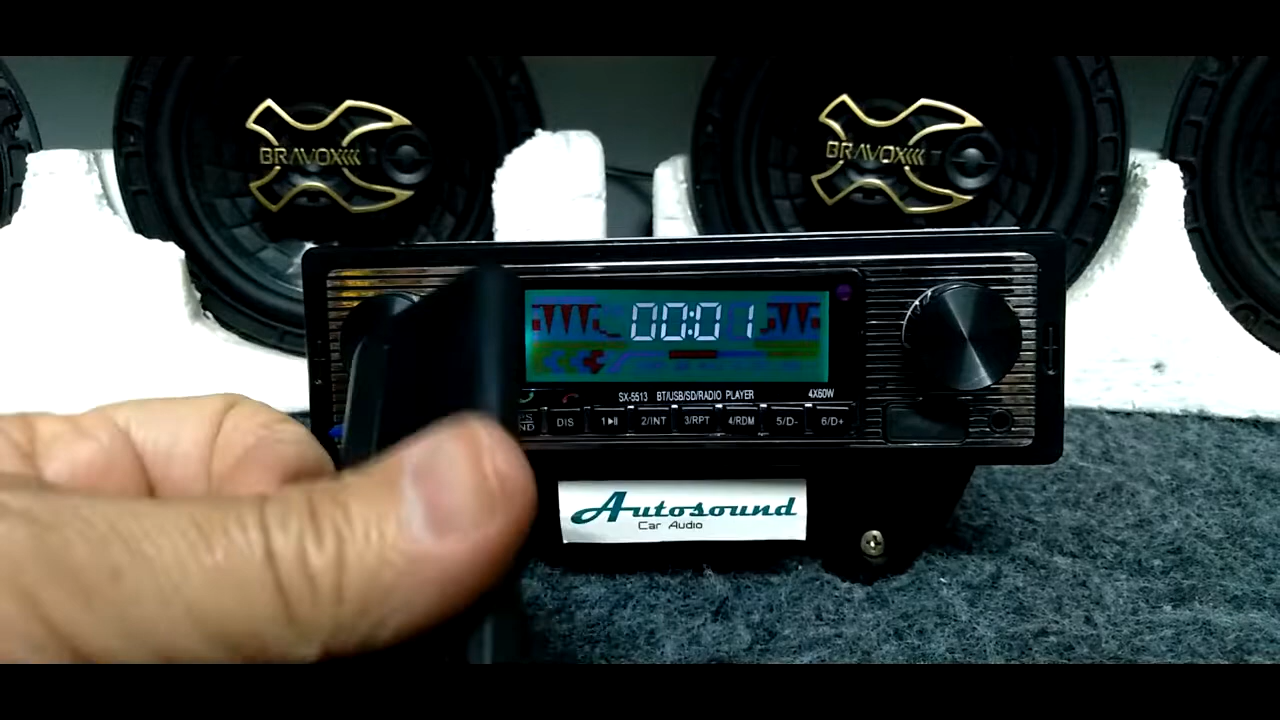 BRAVOX
BRAVOX
00:01
SX-5513 BT/USB/SD/RADIO PLAYER 4X60W
DIS 1 2/INT 3/RPT 4/RDM 5/D- 6/D+
Autosound
Car Audio